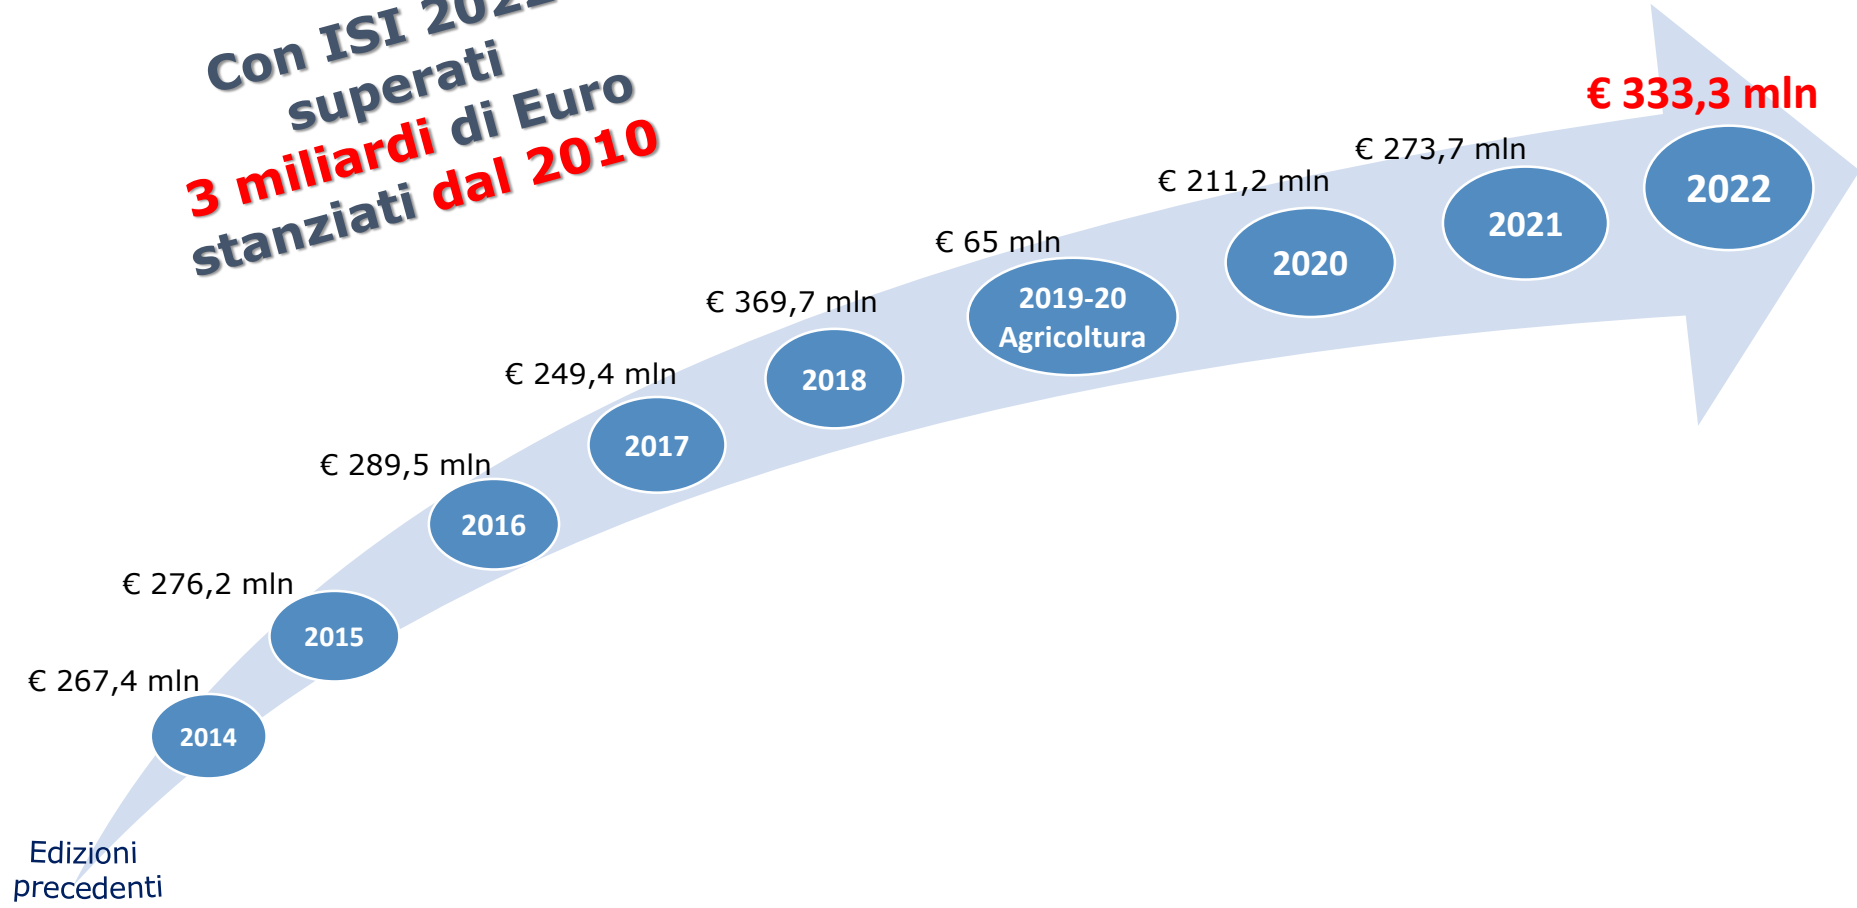 Con ISI 2022
superati
3 miliardi di Euro
stanziati dal 2010
€ 333,3 mln
2022
€ 273,7 mln
2021
€ 211,2 mln
2020
€ 65 mln
2019-20
Agricoltura
€ 369,7 mln
2018
€ 249,4 mln
2017
€ 289,5 mln
2016
€ 276,2 mln
2015
€ 267,4 mln
2014
Edizioni
precedenti